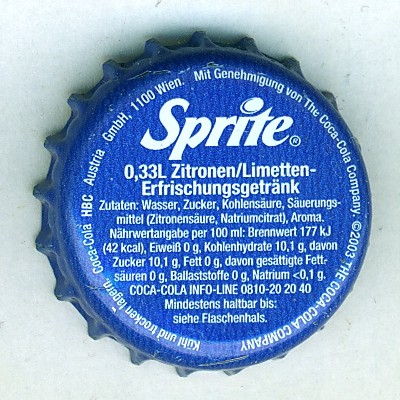 Kühl und trocken lagern. Coca-Cola HBC Austria GmbH, 1100 Wien. Mit Genehmigung von The Coca-Cola Company. ©2003 THE COCA-COLA COMPANY
Sprite®
0,33L Zitronen/Limetten-
Erfrischungsgetränk
Zutaten: Wasser, Zucker, Kohlensäure, Säuerungs-
mittel (Zitronensäure, Natriumcitrat), Aroma.
Nährwertangabe per 100 ml: Brennwert 177 kJ
(42 kcal), Eiweiß 0 g, Kohlenhydrate 10,1 g, davon
Zucker 10,1 g, Fett 0 g, davon gesättigte Fett-
säuren 0 g, Ballaststoffe 0 g, Natrium <0,1 g.
COCA-COLA INFO-LINE 0810-20 20 40
Mindestens haltbar bis:
siehe Flaschenhals.